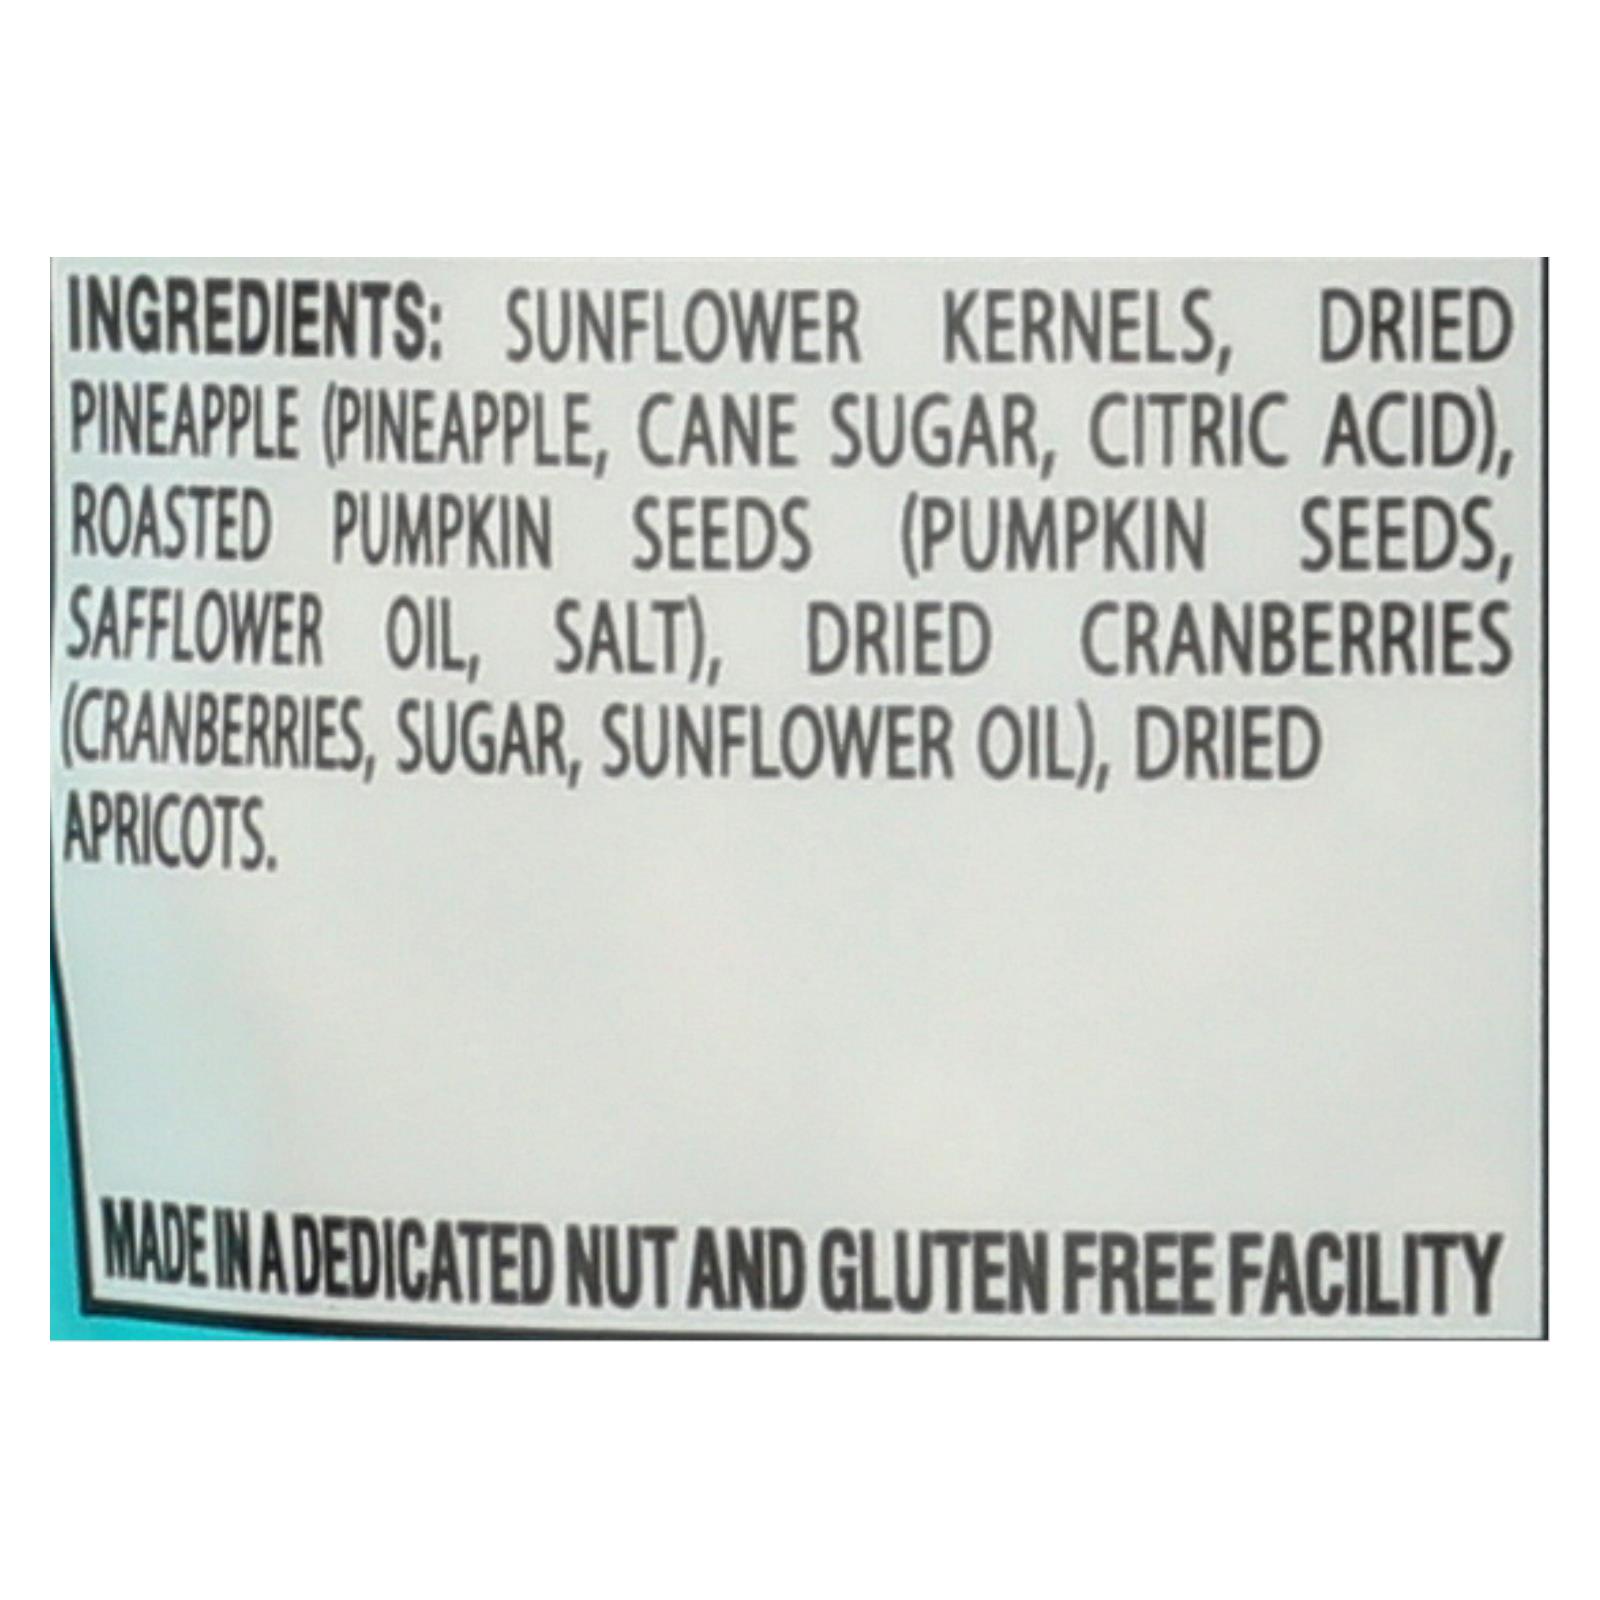 INGREDIENTS: SUNFLOWER KERNELS, DRIED
PINEAPPLE (PINEAPPLE, CANE SUGAR, CITRIC ACID),
ROASTED PUMPKIN SEEDS (PUMPKIN SEEDS,
SAFFLOWER OIL, SALT), DRIED CRANBERRIES
(CRANBERRIES, SUGAR, SUNFLOWER OIL), DRIED
APRICOTS.
MADE IN A DEDICATED NUT AND GLUTEN FREE FACILITY